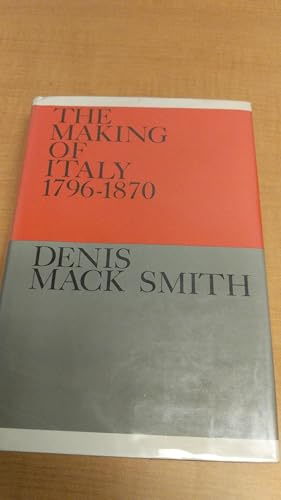 THE
MAKING
OF
ITALY
1796-1870
DENIS
MACK SMITH